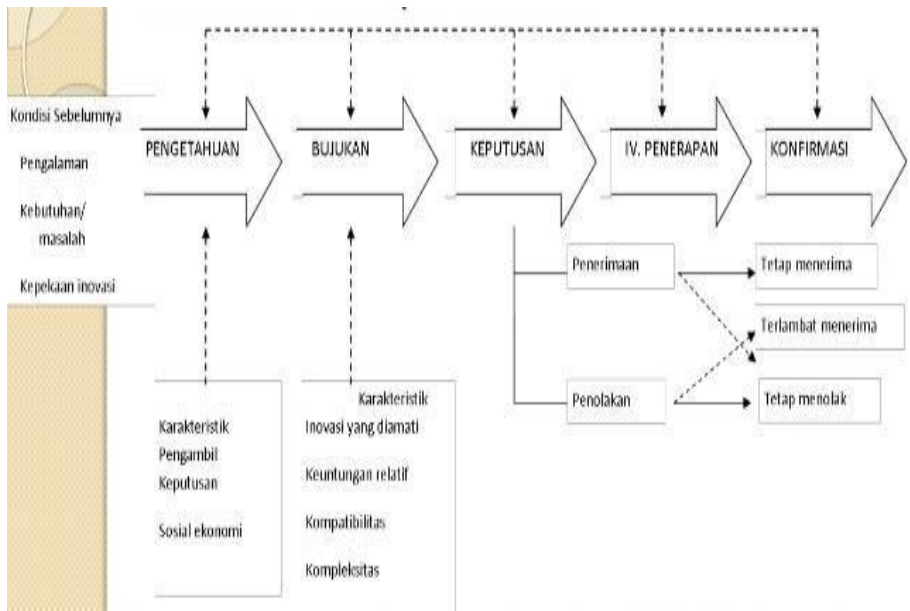 Kondisi Sebelumnya
Pengalaman
Kebutuhan/
masalah
Kepekaan inovasi
PENGETAHUAN
BUJUKAN
KEPUTUSAN
IV. PENERAPAN
KONFIRMASI
Penerimaan
Tetap menerima
Terlambat menerima
Penolakan
Tetap menolak
Karakteristik
Pengambil
Keputusan
Sosial ekonomi
Karakteristik
Inovasi yang diamati
Keuntungan relatif
Kompatibilitas
Kompleksitas